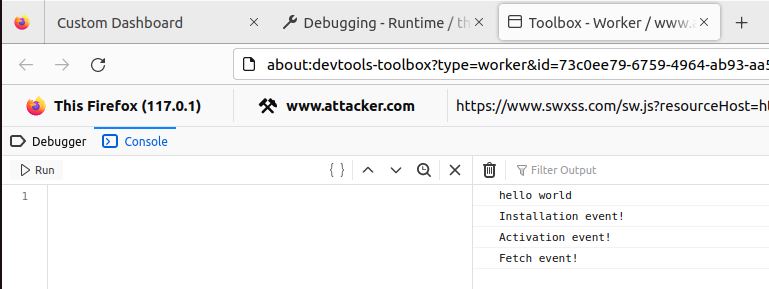 Custom Dashboard
Debugging - Runtime / th
Toolbox - Worker / www.a
about:devtools-toolbox?type=worker&id=73c0ee79-6759-4964-ab93-aa5
This Firefox (117.0.1)
www.attacker.com
https://www.swxss.com/sw.js?resourceHost=ht
Debugger
Console
Run
{ }
Filter Output
1
hello world
Installation event!
Activation event!
Fetch event!